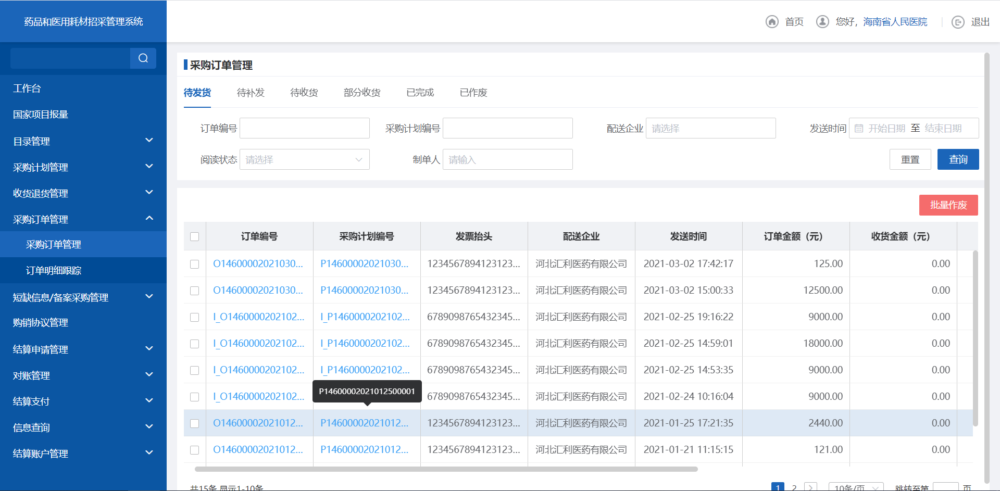 药品和医用耗材招采管理系统
首页
您好，海南省人民医院
退出
工作台
国家项目报量
目录管理
采购计划管理
收货退货管理
采购订单管理
采购订单管理
订单明细跟踪
短缺信息/备案采购管理
购销协议管理
结算申请管理
对账管理
结算支付
信息查询
结算账户管理
采购订单管理
待发货 待补发 待收货 部分收货 已完成 已作废
订单编号 采购计划编号 配送企业 请选择 发送时间 开始日期 至 结束日期
阅读状态 请选择 制单人 请输入 重置 查询
批量作废
订单编号 采购计划编号 发票抬头 配送企业 发送时间 订单金额（元） 收货金额（元）
O14600002021030... P14600002021030... 1234567894123123... 河北汇利医药有限公司 2021-03-02 17:42:17 125.00 0.00
O14600002021030... P14600002021030... 1234567894123123... 河北汇利医药有限公司 2021-03-02 15:00:33 12500.00 0.00
I_O1460000202102... I_P1460000202102... 6789098765432345... 河北汇利医药有限公司 2021-02-25 19:16:22 9000.00 0.00
I_O1460000202102... I_P1460000202102... 6789098765432345... 河北汇利医药有限公司 2021-02-25 14:59:01 18000.00 0.00
I_O1460000202102... I_P1460000202102... 6789098765432345... 河北汇利医药有限公司 2021-02-25 14:53:35 9000.00 0.00
I_O1460000202102... P14600002021012500001 6789098765432345... 河北汇利医药有限公司 2021-02-24 10:16:04 9000.00 0.00
O14600002021012... P14600002021012... 1234567894123123... 河北汇利医药有限公司 2021-01-25 17:21:35 2440.00 0.00
O14600002021012... P14600002021012... 1234567894123123... 河北汇利医药有限公司 2021-01-21 11:15:15 121.00 0.00
共15条 显示1-10条 1 2 10条/页 跳转至第 页